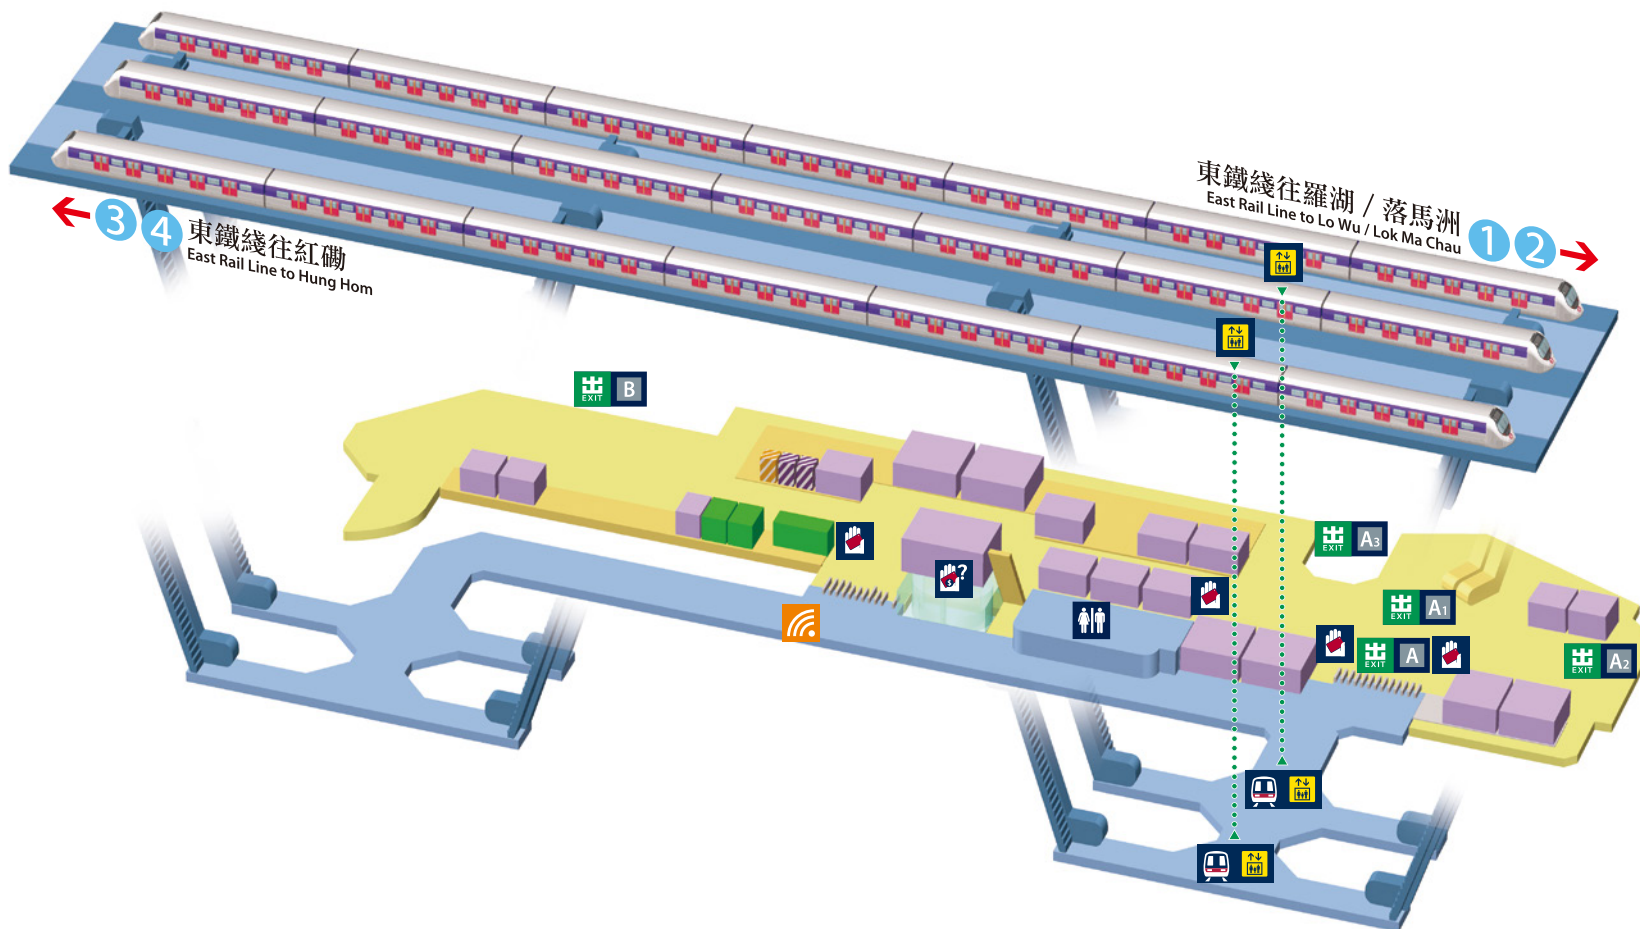 東鐵綫往羅湖 / 落馬洲
East Rail Line to Lo Wu / Lok Ma Chau
1 2
3 4
東鐵綫往紅磡
East Rail Line to Hung Hom
EXIT B
EXIT A3
$ ?
EXIT A1
EXIT A
EXIT A2